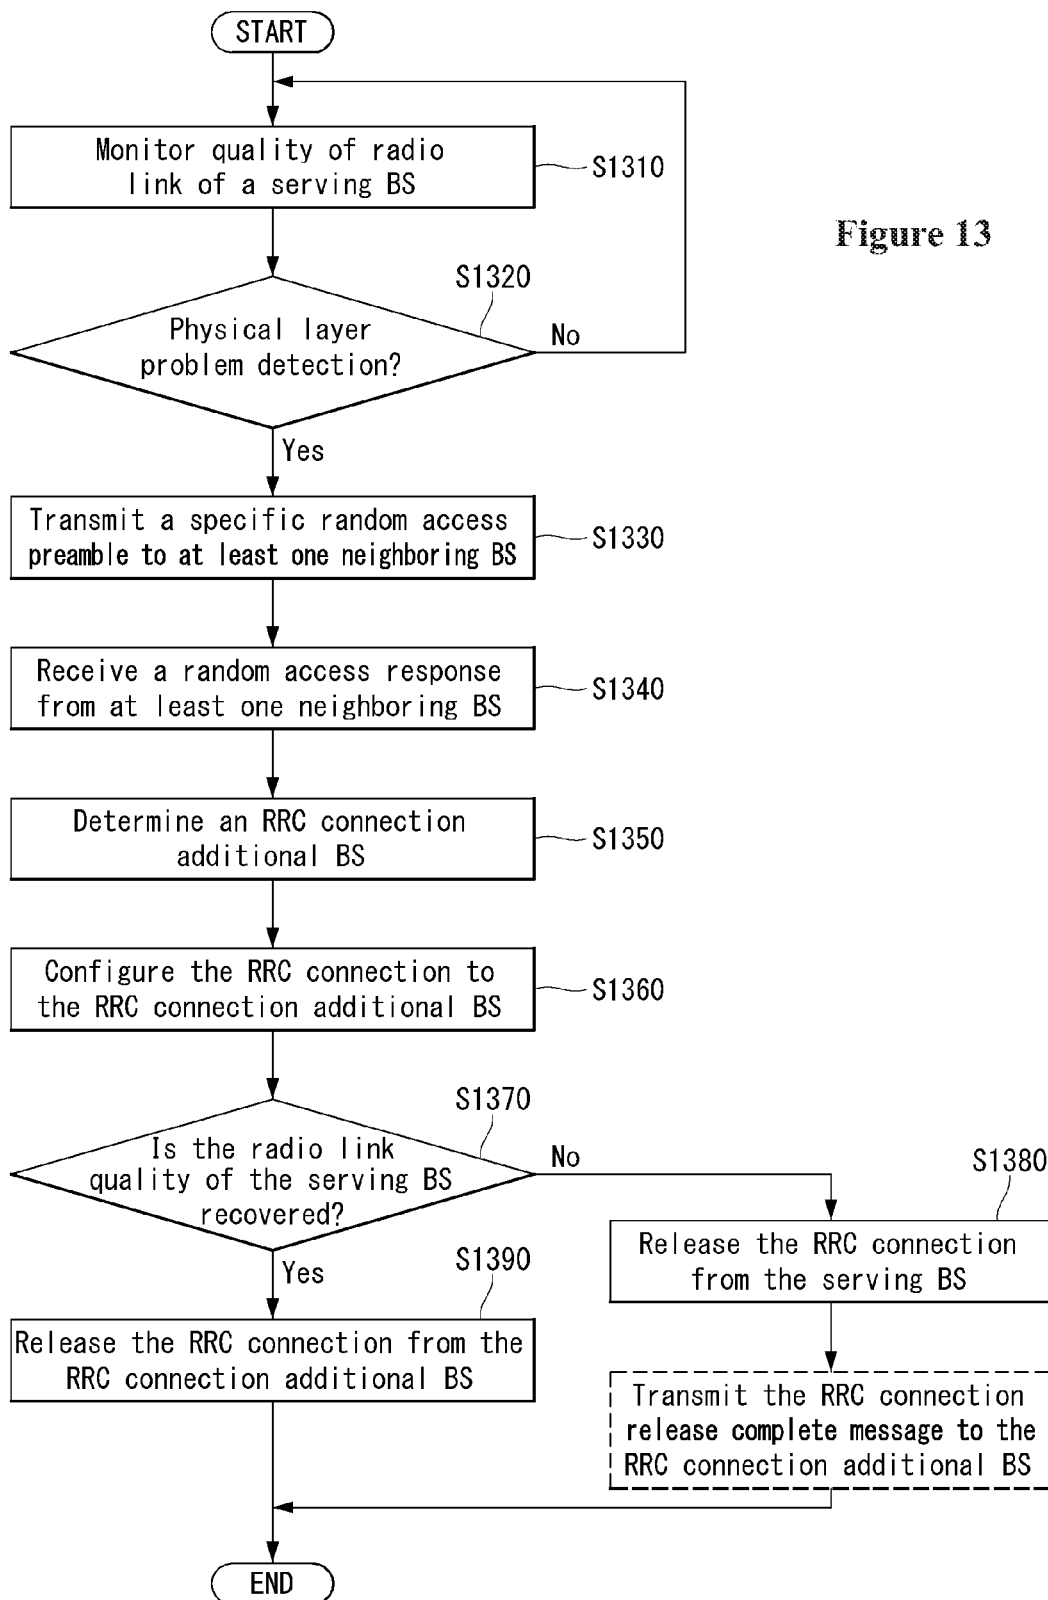 START
Monitor quality of radio
link of a serving BS
S1310
Figure 13
S1320
Physical layer
problem detection?
No
Yes
Transmit a specific random access
preamble to at least one neighboring BS
S1330
Receive a random access response
from at least one neighboring BS
S1340
Determine an RRC connection
additional BS
S1350
Configure the RRC connection to
the RRC connection additional BS
S1360
S1370
Is the radio link
quality of the serving BS
recovered?
No
S1380
Release the RRC connection
from the serving BS
Yes
S1390
Release the RRC connection from the
RRC connection additional BS
Transmit the RRC connection
release complete message to the
RRC connection additional BS
END